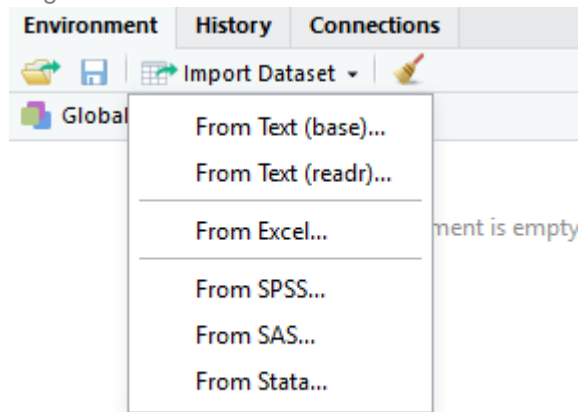 Environment History Connections
Import Dataset
Global
From Text (base)...
From Text (readr)...
From Excel...
ment is empty
From SPSS...
From SAS...
From Stata...